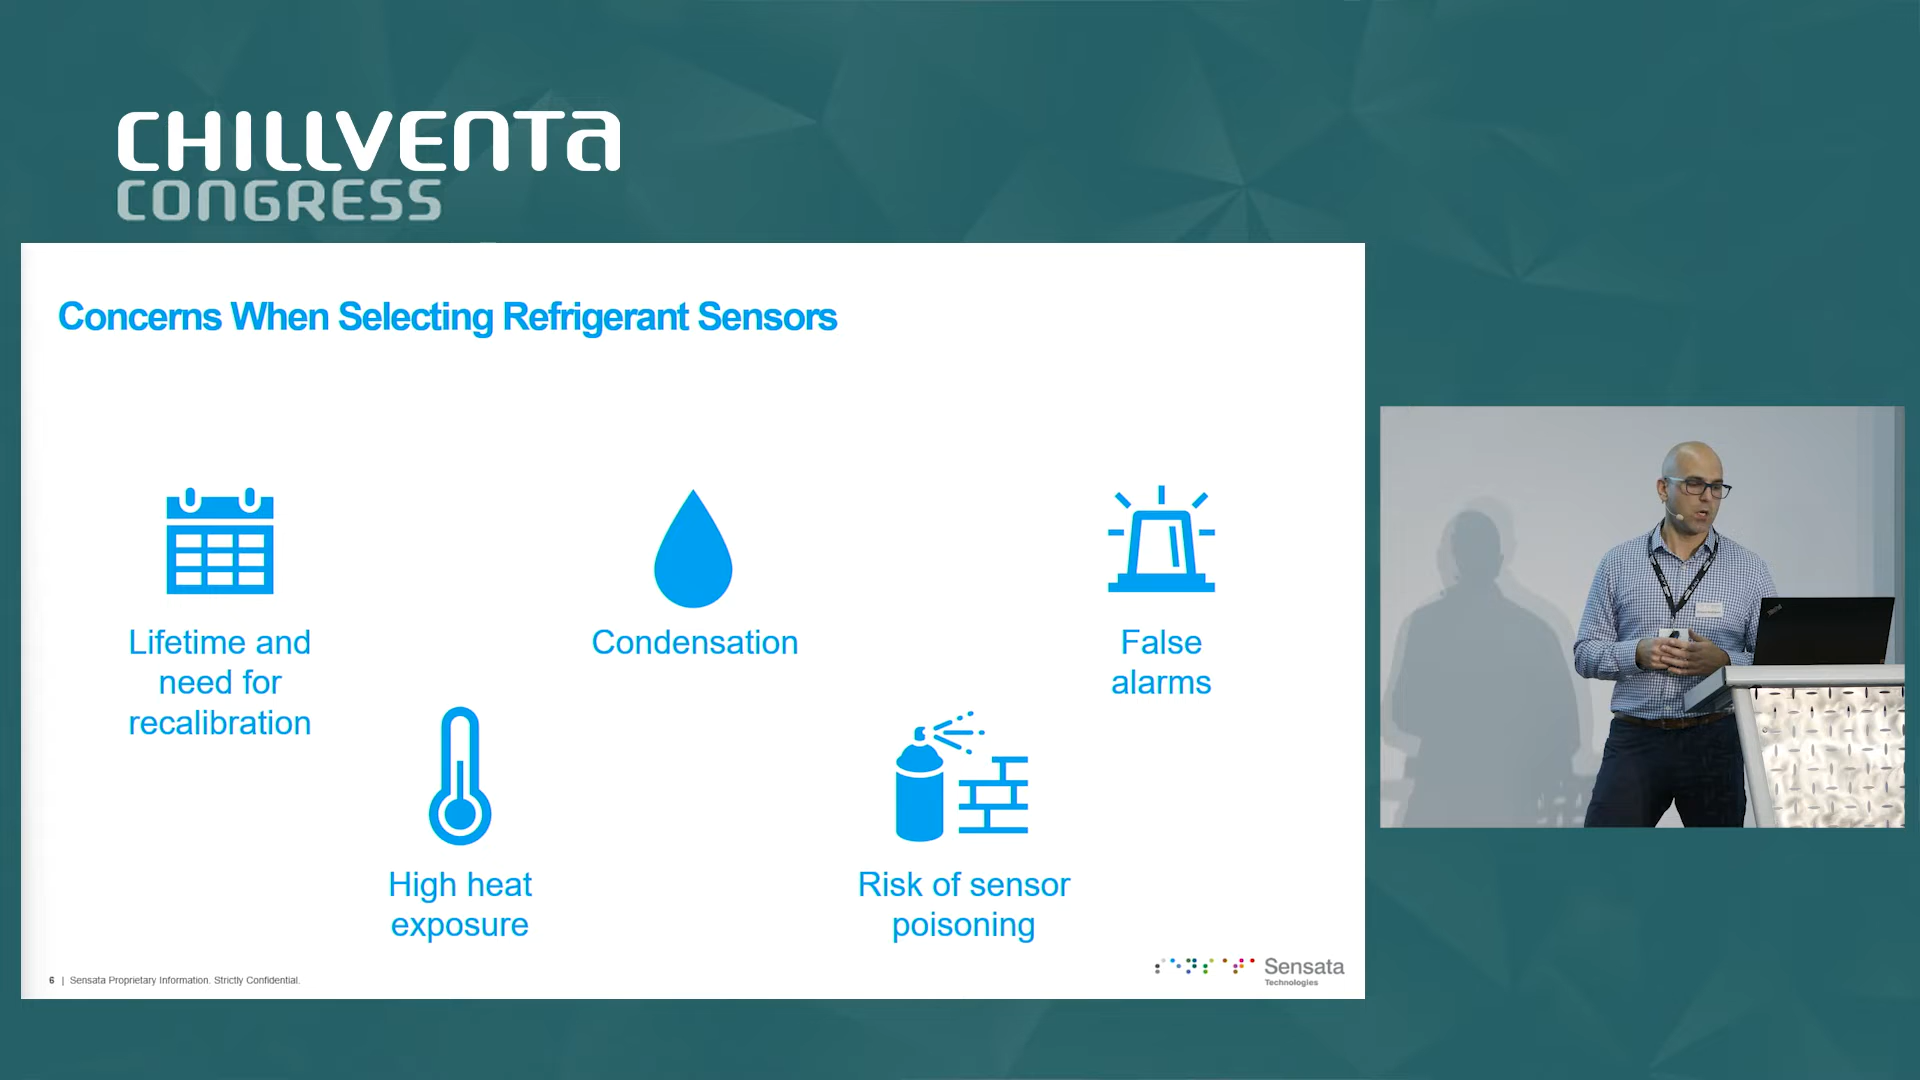 CHILLVENTA
CONGRESS
Concerns When Selecting Refrigerant Sensors
Lifetime and
need for
recalibration
Condensation
False
alarms
High heat
exposure
Risk of sensor
poisoning
6 | Sensata Proprietary Information. Strictly Confidential.
Sensata
Technologies
ThinkPad